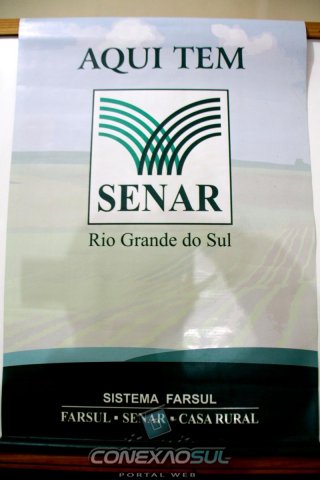 AQUI TEM
SENAR
Rio Grande do Sul
SISTEMA FARSUL
FARSUL ▪ SENAR ▪ CASA RURAL
CONEXÃOSUL
PORTAL WEB